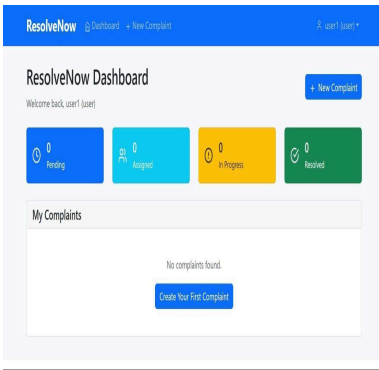 ResolveNow Dashboard + New Complaint user1 (user)
ResolveNow Dashboard
+ New Complaint
Welcome back, user1 (user)
0 0 0 0
Pending Assigned In Progress Resolved
My Complaints
No complaints found.
Create Your First Complaint